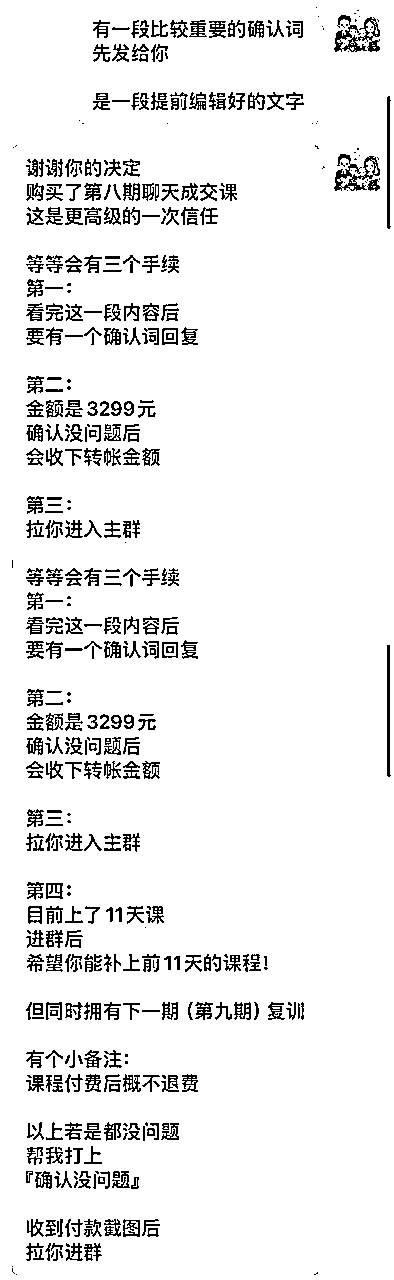 有一段比较重要的确认词
先发给你
是一段提前编辑好的文字
谢谢你的决定
购买了第八期聊天成交课
这是更高级的一次信任
等等会有三个手续
第一：
看完这一段内容后
要有一个确认词回复
第二：
金额是3299元
确认没问题后
会收下转帐金额
第三：
拉你进入主群
等等会有三个手续
第一：
看完这一段内容后
要有一个确认词回复
第二：
金额是3299元
确认没问题后
会收下转帐金额
第三：
拉你进入主群
第四：
目前上了11天课
进群后
希望你能补上前11天的课程！
但同时拥有下一期（第九期）复训
有个小备注：
课程付费后概不退费
以上若是都没问题
帮我打上
『确认没问题』
收到付款截图后
拉你进群